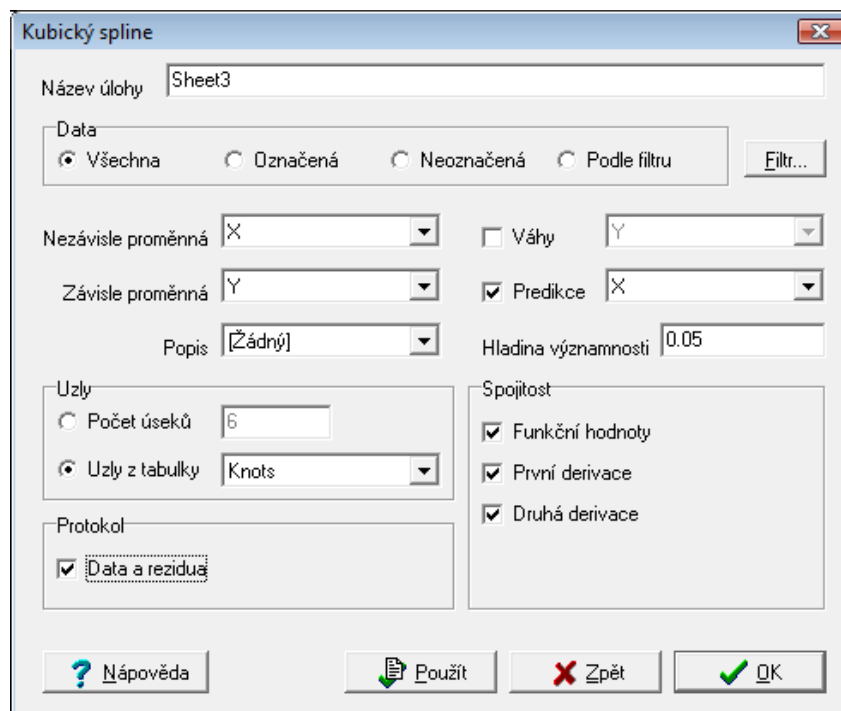 Kubický spline
Název úlohy Sheet3
Data
Všechna Označená Neoznačená Podle filtru Filtr...
Nezávisle proměnná X Váhy Y
Závisle proměnná Y Predikce X
Popis [Žádný] Hladina významnosti 0.05
Uzly Spojitost
Počet úseků 6 Funkční hodnoty
Uzly z tabulky Knots První derivace
Druhá derivace
Protokol
Data a rezidua
? Nápověda Použít Zpět OK